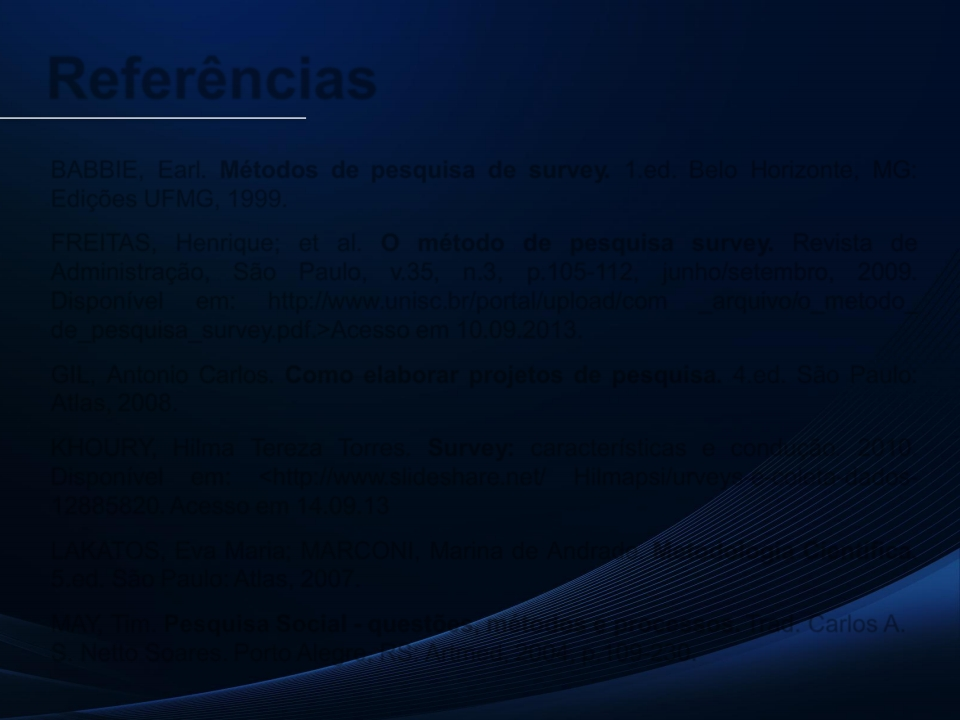 Referências
BABBIE, Earl. Métodos de pesquisa de survey. 1.ed. Belo Horizonte, MG:
Edições UFMG, 1999.
FREITAS, Henrique; et al. O método de pesquisa survey. Revista de
Administração, São Paulo, v.35, n.3, p.105-112, junho/setembro, 2009.
Disponível em: http://www.unisc.br/portal/upload/com_arquivo/o_metodo_
de_pesquisa_survey.pdf.>Acesso em 10.09.2013.
GIL, Antonio Carlos. Como elaborar projetos de pesquisa. 4.ed. São Paulo:
Atlas, 2008.
KHOURY, Hilma Tereza Torres. Survey: características e condução. 2010.
Disponível em: <http://www.slideshare.net/
12685820. Acesso em 14.09.13.
LAKATOS, Eva Maria. MARCONI, Marina de Andrade. Metodologia Científica.
5.ed. São Paulo: Atlas, 2007.
MAY, Tim. Pesquisa Social - questões, métodos e processos. Trad. Carlos A.
S. Netto Soares. Porto Alegre, RS: Artmed, 2004.